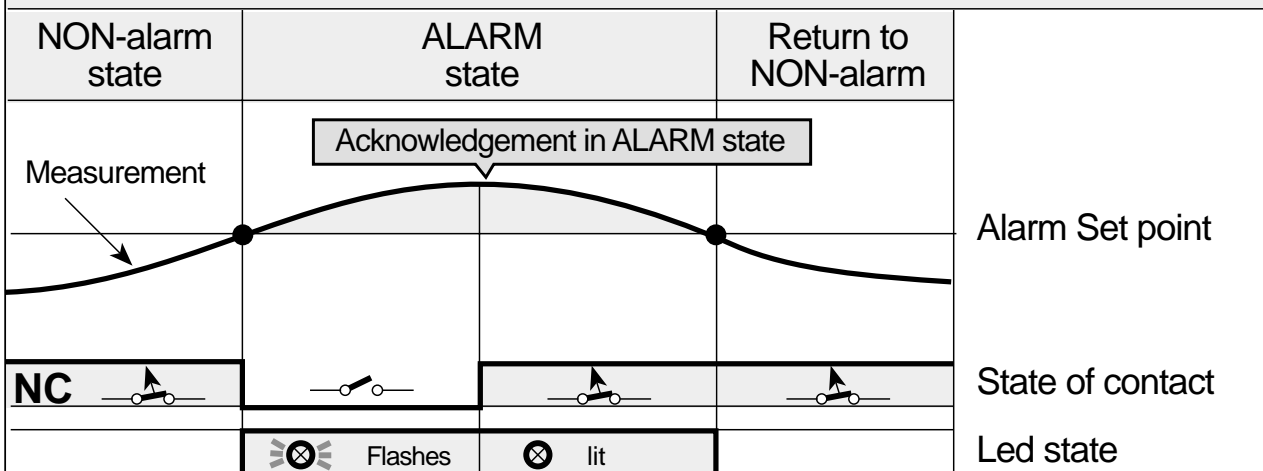 NON-alarm
state
ALARM
state
Return to
NON-alarm
Acknowledgement in ALARM state
Measurement
Alarm Set point
NC
State of contact
Flashes
lit
Led state